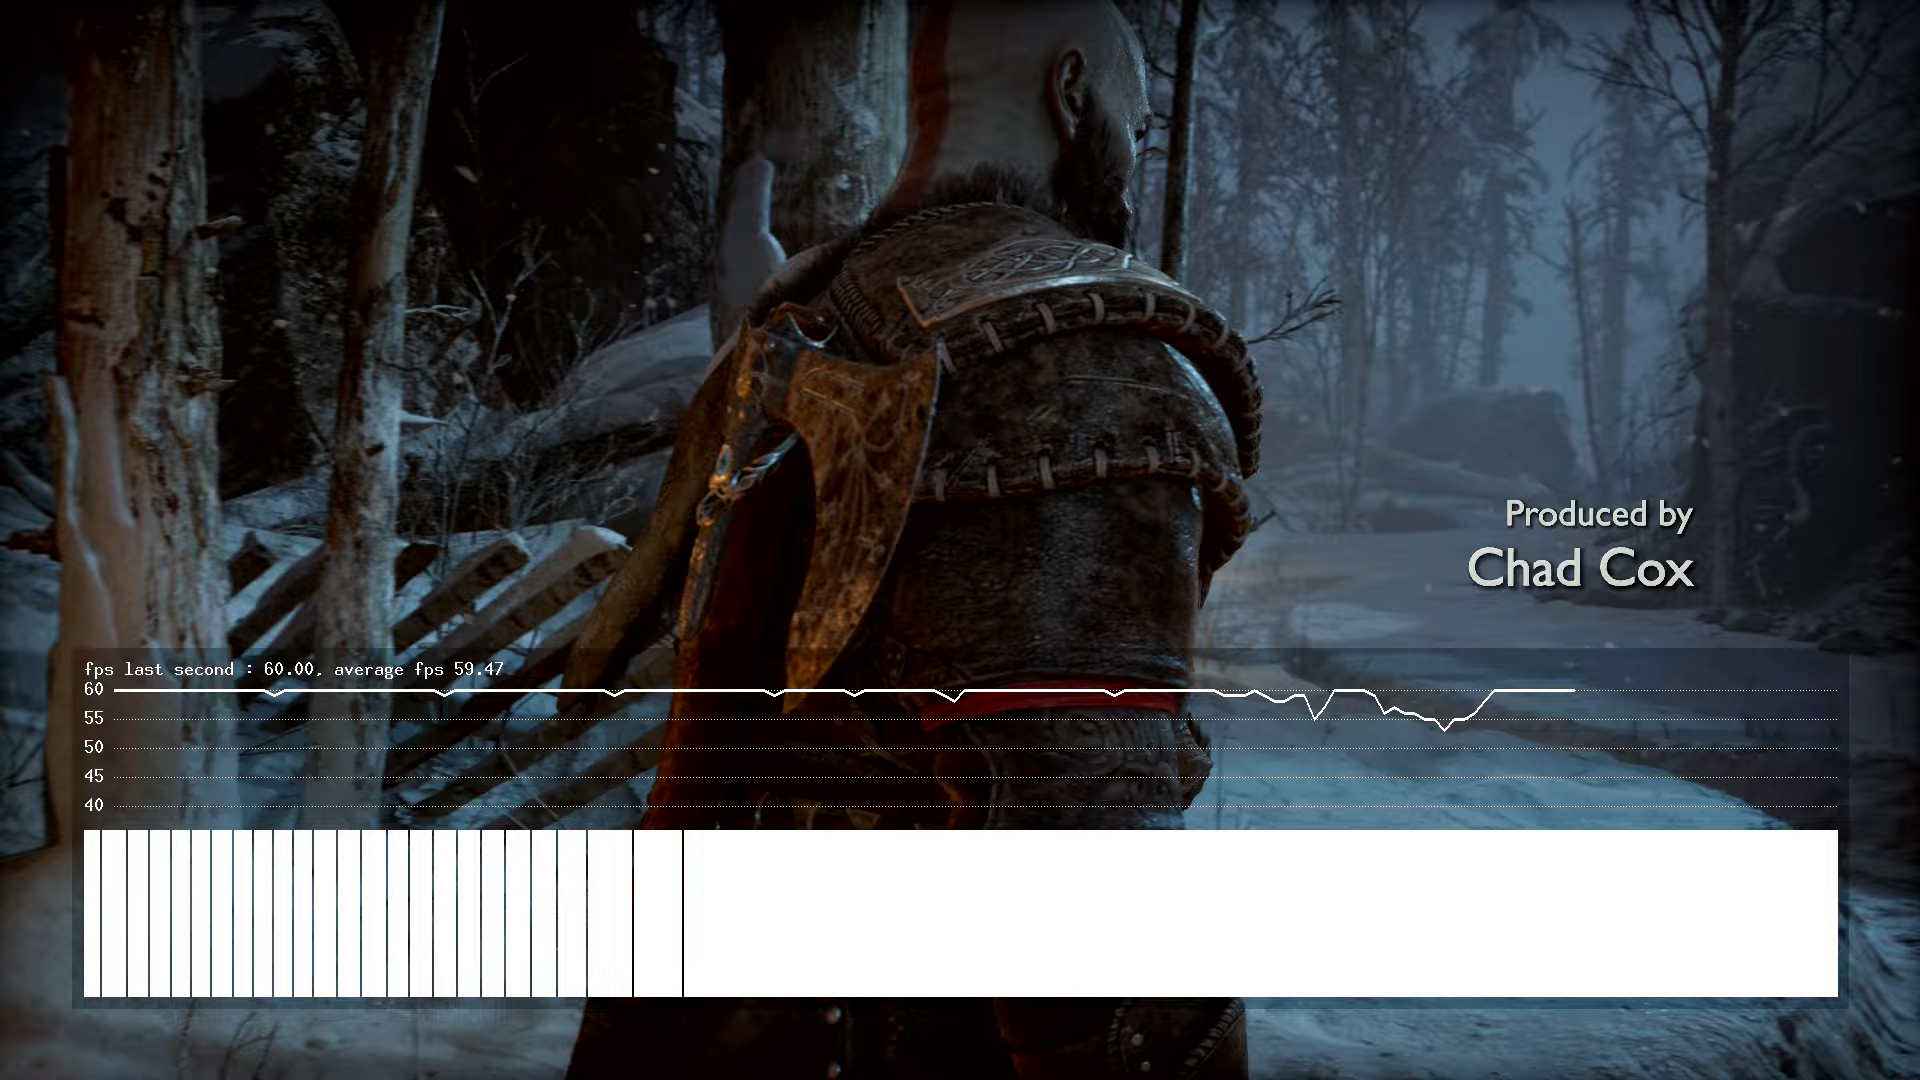 Produced by
Chad Cox
fps last second : 60.00, average fps 59.47
60
55
50
45
40